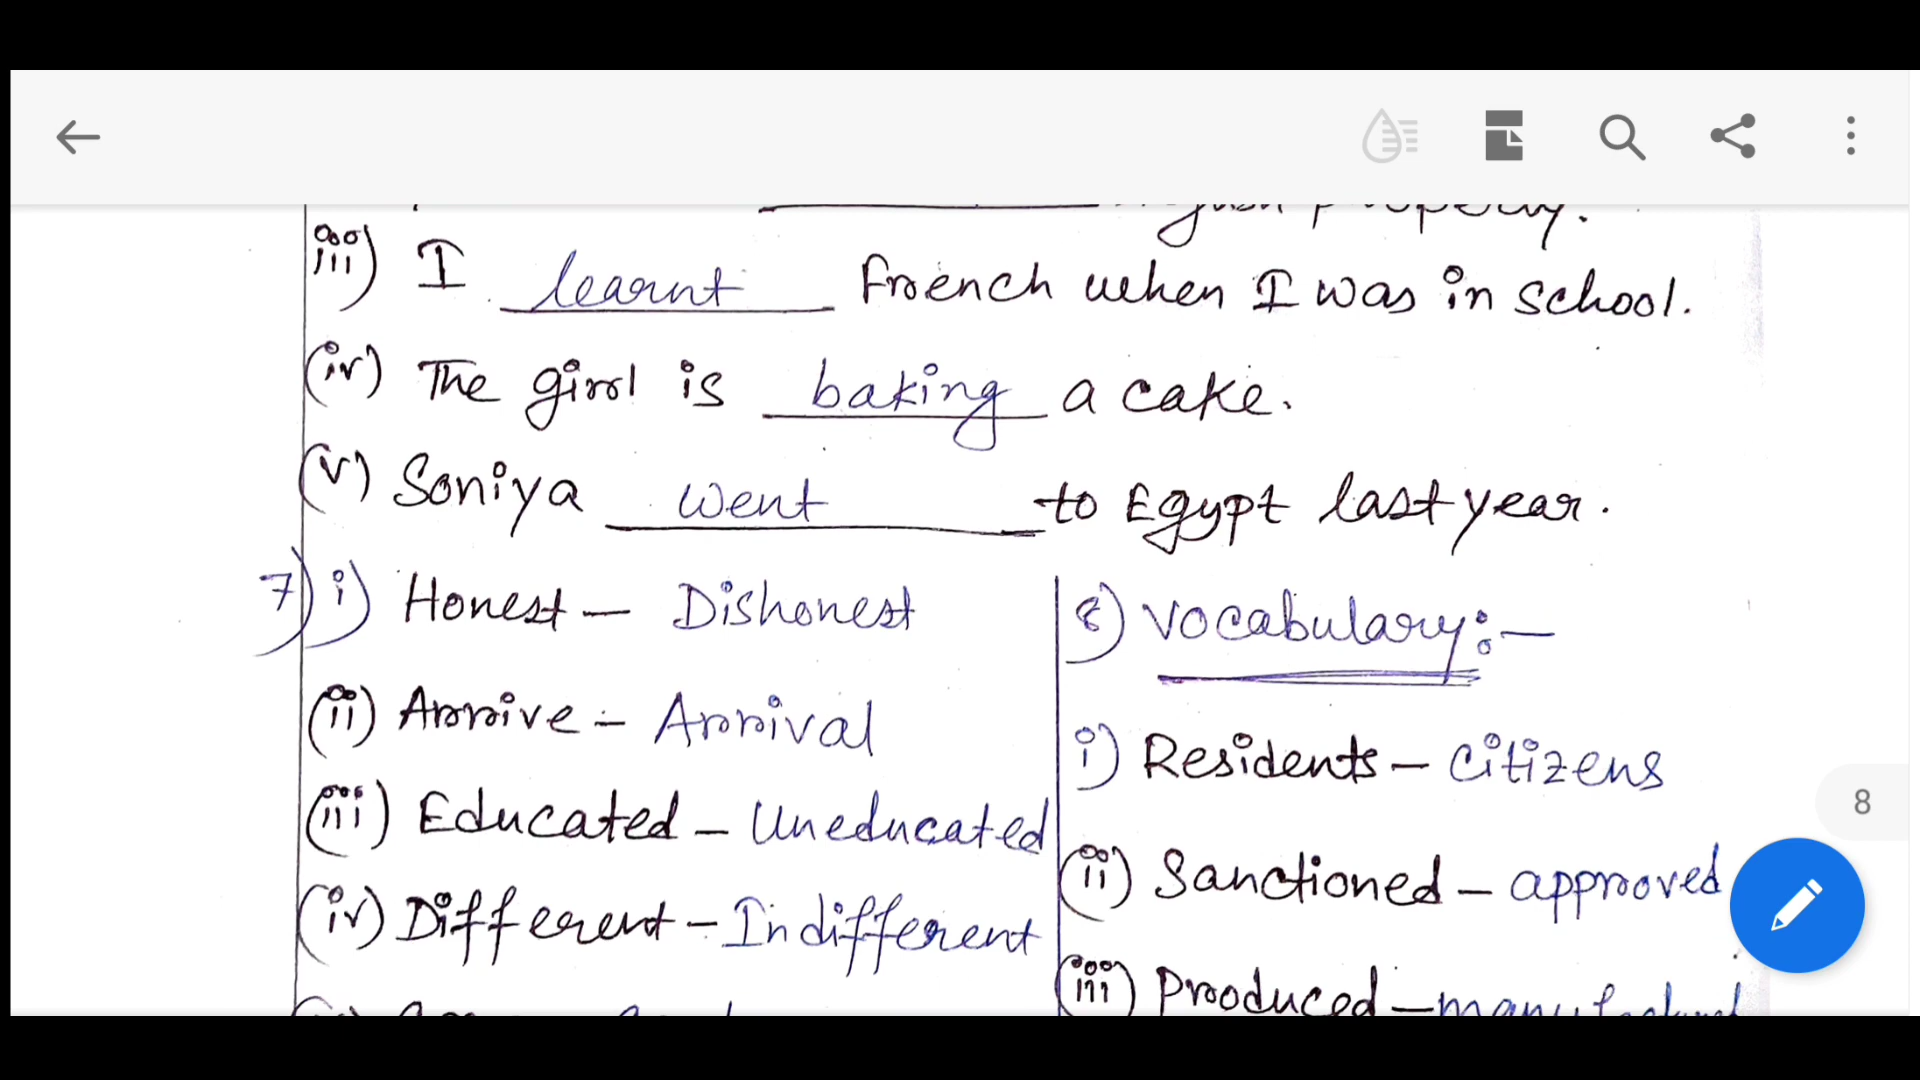 iii) I learnt French when I was in school.
(iv) The girl is baking a cake.
(v) Soniya went to Egypt last year.
7) i) Honest – Dishonest
(ii) Arrive – Arrival
(iii) Educated – Uneducated
(iv) Different – Indifferent
8) Vocabulary:–
i) Residents – citizens
(ii) Sanctioned – approved
(iii) Produced –
8